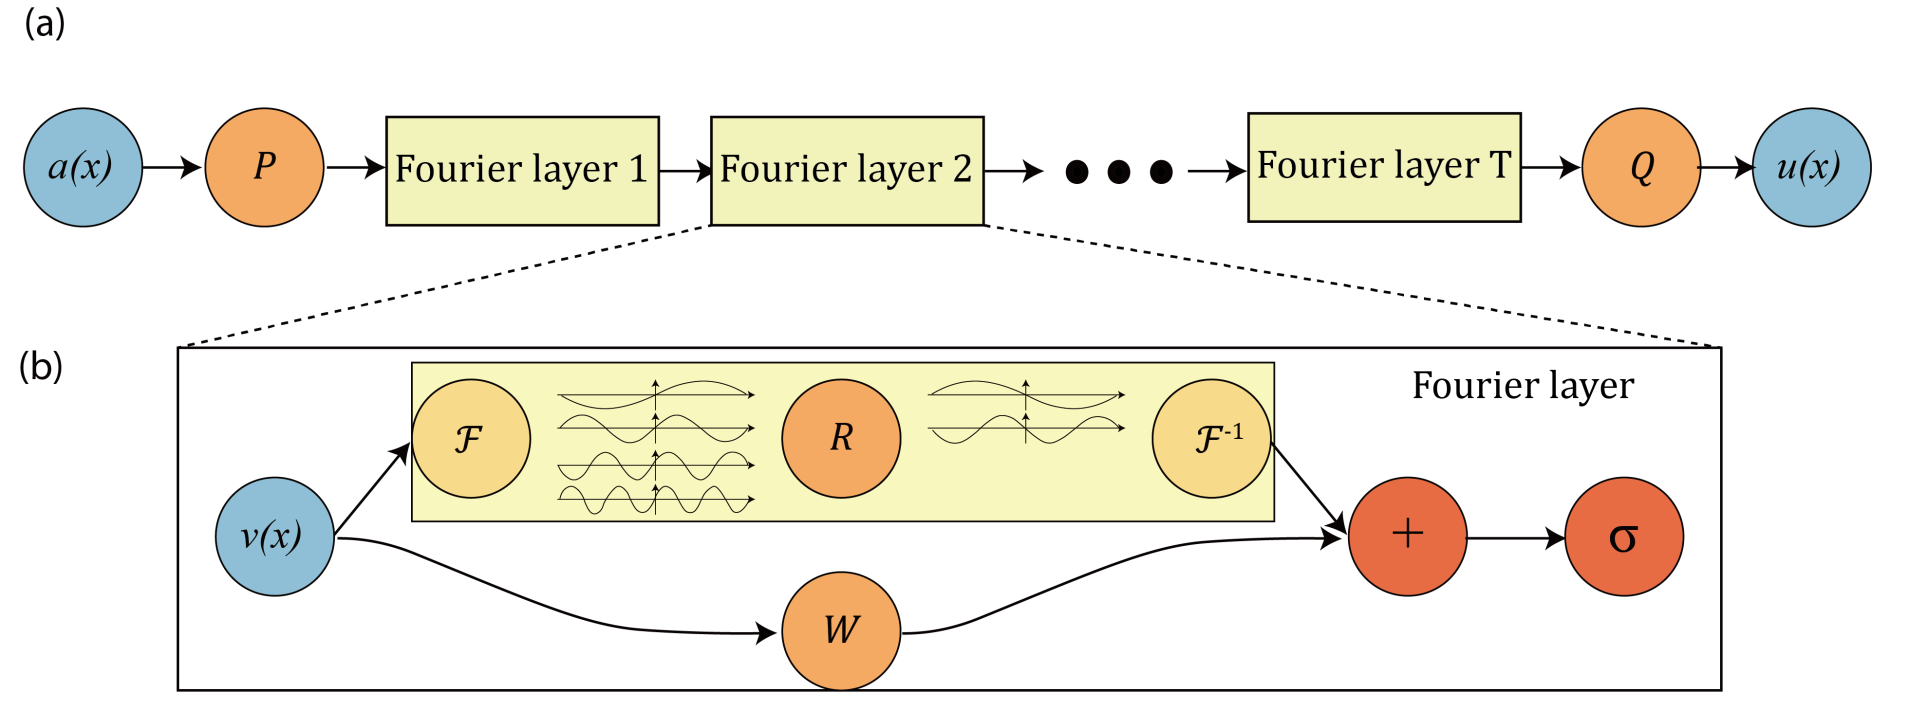 (a)
a(x) P Fourier layer 1 Fourier layer 2 Fourier layer T Q u(x)
(b)
Fourier layer
ℱ R ℱ⁻¹
v(x) + σ
W